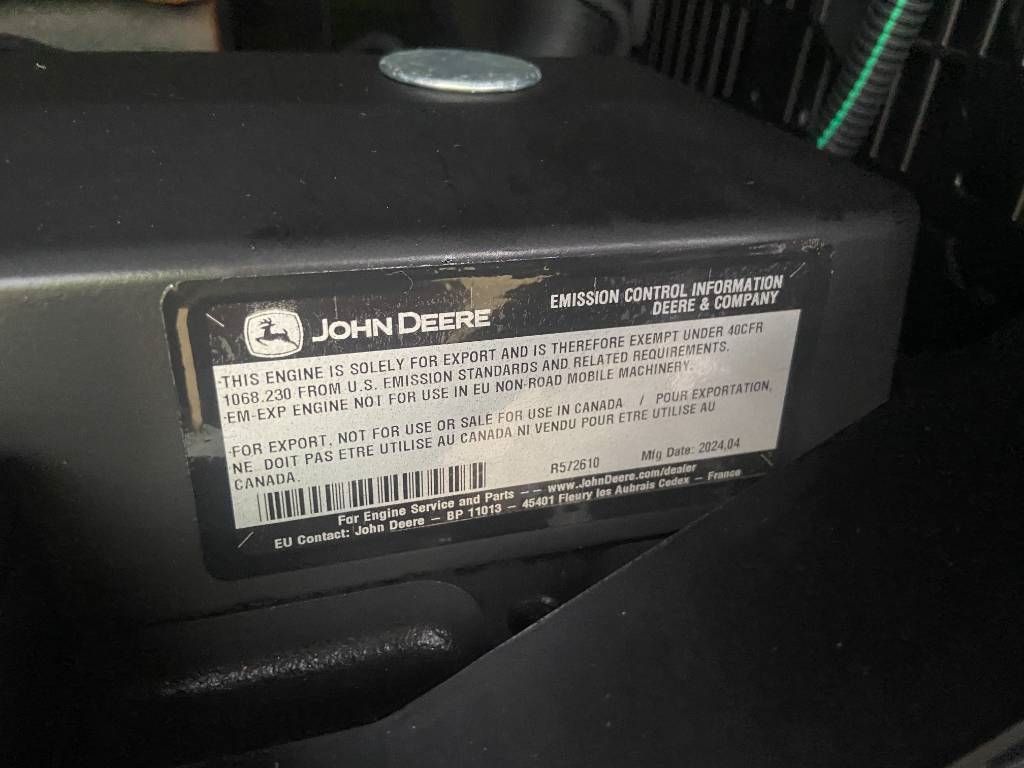 JOHN DEERE
EMISSION CONTROL INFORMATION
DEERE & COMPANY
-THIS ENGINE IS SOLELY FOR EXPORT AND IS THEREFORE EXEMPT UNDER 40CFR
1068.230 FROM U.S. EMISSION STANDARDS AND RELATED REQUIREMENTS.
-EM-EXP ENGINE NOT FOR USE IN EU NON-ROAD MOBILE MACHINERY.
-FOR EXPORT. NOT FOR USE OR SALE FOR USE IN CANADA / POUR EXPORTATION,
NE. DOIT PAS ETRE UTILISE AU CANADA NI VENDU POUR ETRE UTILISE AU
CANADA.
R572610 Mfg Date: 2024,04
For Engine Service and Parts -- www.JohnDeere.com/dealer
EU Contact: John Deere – BP 11013 – 45401 Fleury les Aubrais Cedex – France